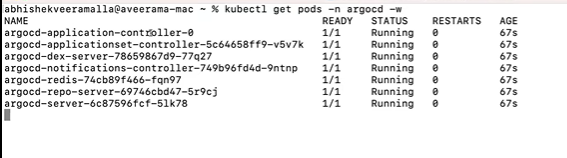 abhishekveeramalla@aveerama-mac ~ % kubectl get pods -n argocd -w
NAME READY STATUS RESTARTS AGE
argocd-application-controller-0 1/1 Running 0 67s
argocd-applicationset-controller-5c64658ff9-v5v7k 1/1 Running 0 67s
argocd-dex-server-78659867d9-77q27 1/1 Running 0 67s
argocd-notifications-controller-749b96fd4d-9ntnp 1/1 Running 0 67s
argocd-redis-74cb89f466-fqn97 1/1 Running 0 67s
argocd-repo-server-69746cbd47-5r9cj 1/1 Running 0 67s
argocd-server-6c87596fcf-5lk78 1/1 Running 0 67s